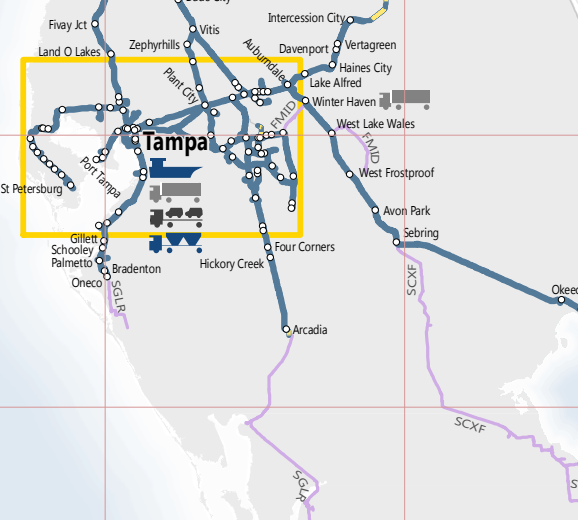 Intercession City
Fivay Jct
Vitis
Zephyrhills
Davenport
Vertagreen
Land O Lakes
Auburndale
Haines City
Plant City
Lake Alfred
Winter Haven
FMID
West Lake Wales
Tampa
FMID
Port Tampa
West Frostproof
St Petersburg
Avon Park
Gillett
Sebring
Schooley
Four Corners
Palmetto
Hickory Creek
Bradenton
Oneco
SGLR
SCXF
Arcadia
SCXF
SGLR